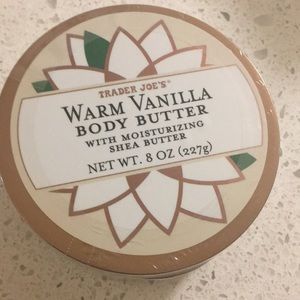 TRADER JOE'S®
WARM VANILLA
BODY BUTTER
WITH MOISTURIZING
SHEA BUTTER
NET WT. 8 OZ (227g)